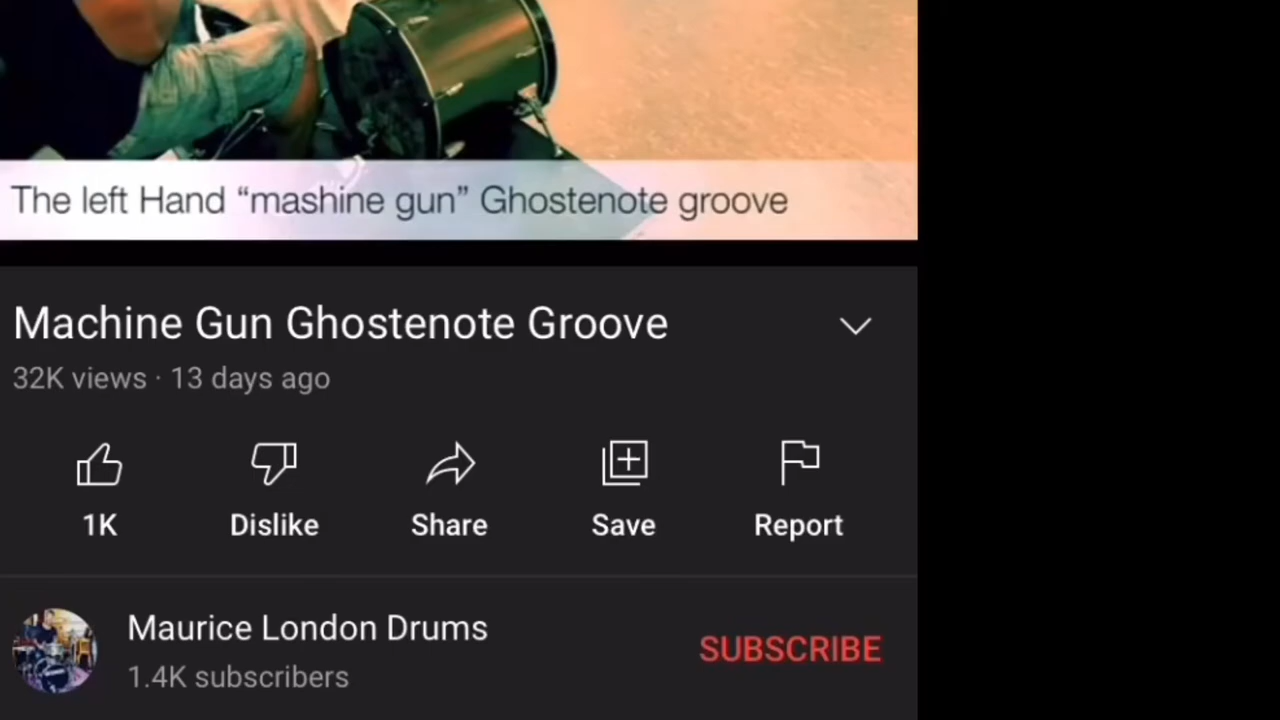 The left Hand “mashine gun” Ghostenote groove
Machine Gun Ghostenote Groove
32K views · 13 days ago
1K
Dislike
Share
Save
Report
Maurice London Drums
1.4K subscribers
SUBSCRIBE